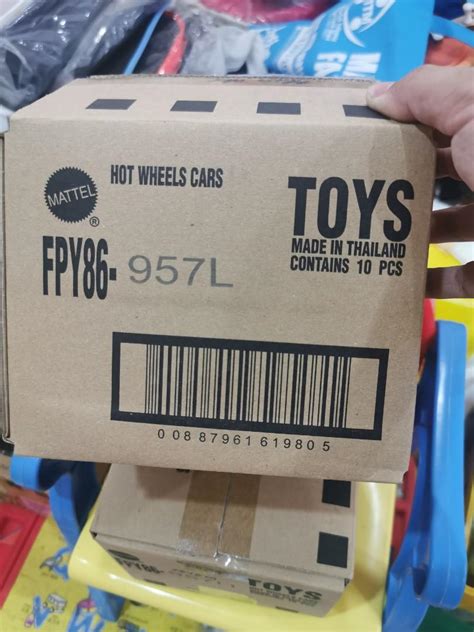 MATTEL
®
HOT WHEELS CARS
TOYS
MADE IN THAILAND
CONTAINS 10 PCS
FPY86- 957L
0 08 87961 61980 5
FPY86-
TOYS